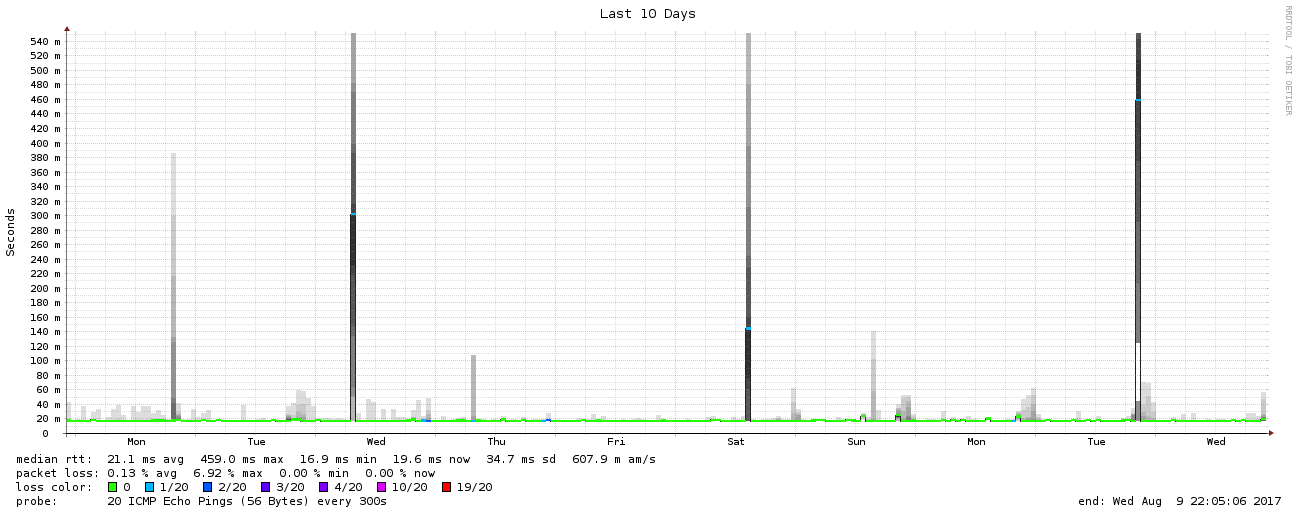 Last 10 Days
RRDTOOL / TOBI OETIKER
Seconds
540 m
520 m
500 m
480 m
460 m
440 m
420 m
400 m
380 m
360 m
340 m
320 m
300 m
280 m
260 m
240 m
220 m
200 m
180 m
160 m
140 m
120 m
100 m
80 m
60 m
40 m
20 m
0
Mon Tue Wed Thu Fri Sat Sun Mon Tue Wed
median rtt: 21.1 ms avg 459.0 ms max 16.9 ms min 19.6 ms now 34.7 ms sd 607.9 m am/s
packet loss: 0.13 % avg 6.92 % max 0.00 % min 0.00 % now
loss color: 0 1/20 2/20 3/20 4/20 10/20 19/20
probe: 20 ICMP Echo Pings (56 Bytes) every 300s end: Wed Aug 9 22:05:06 2017